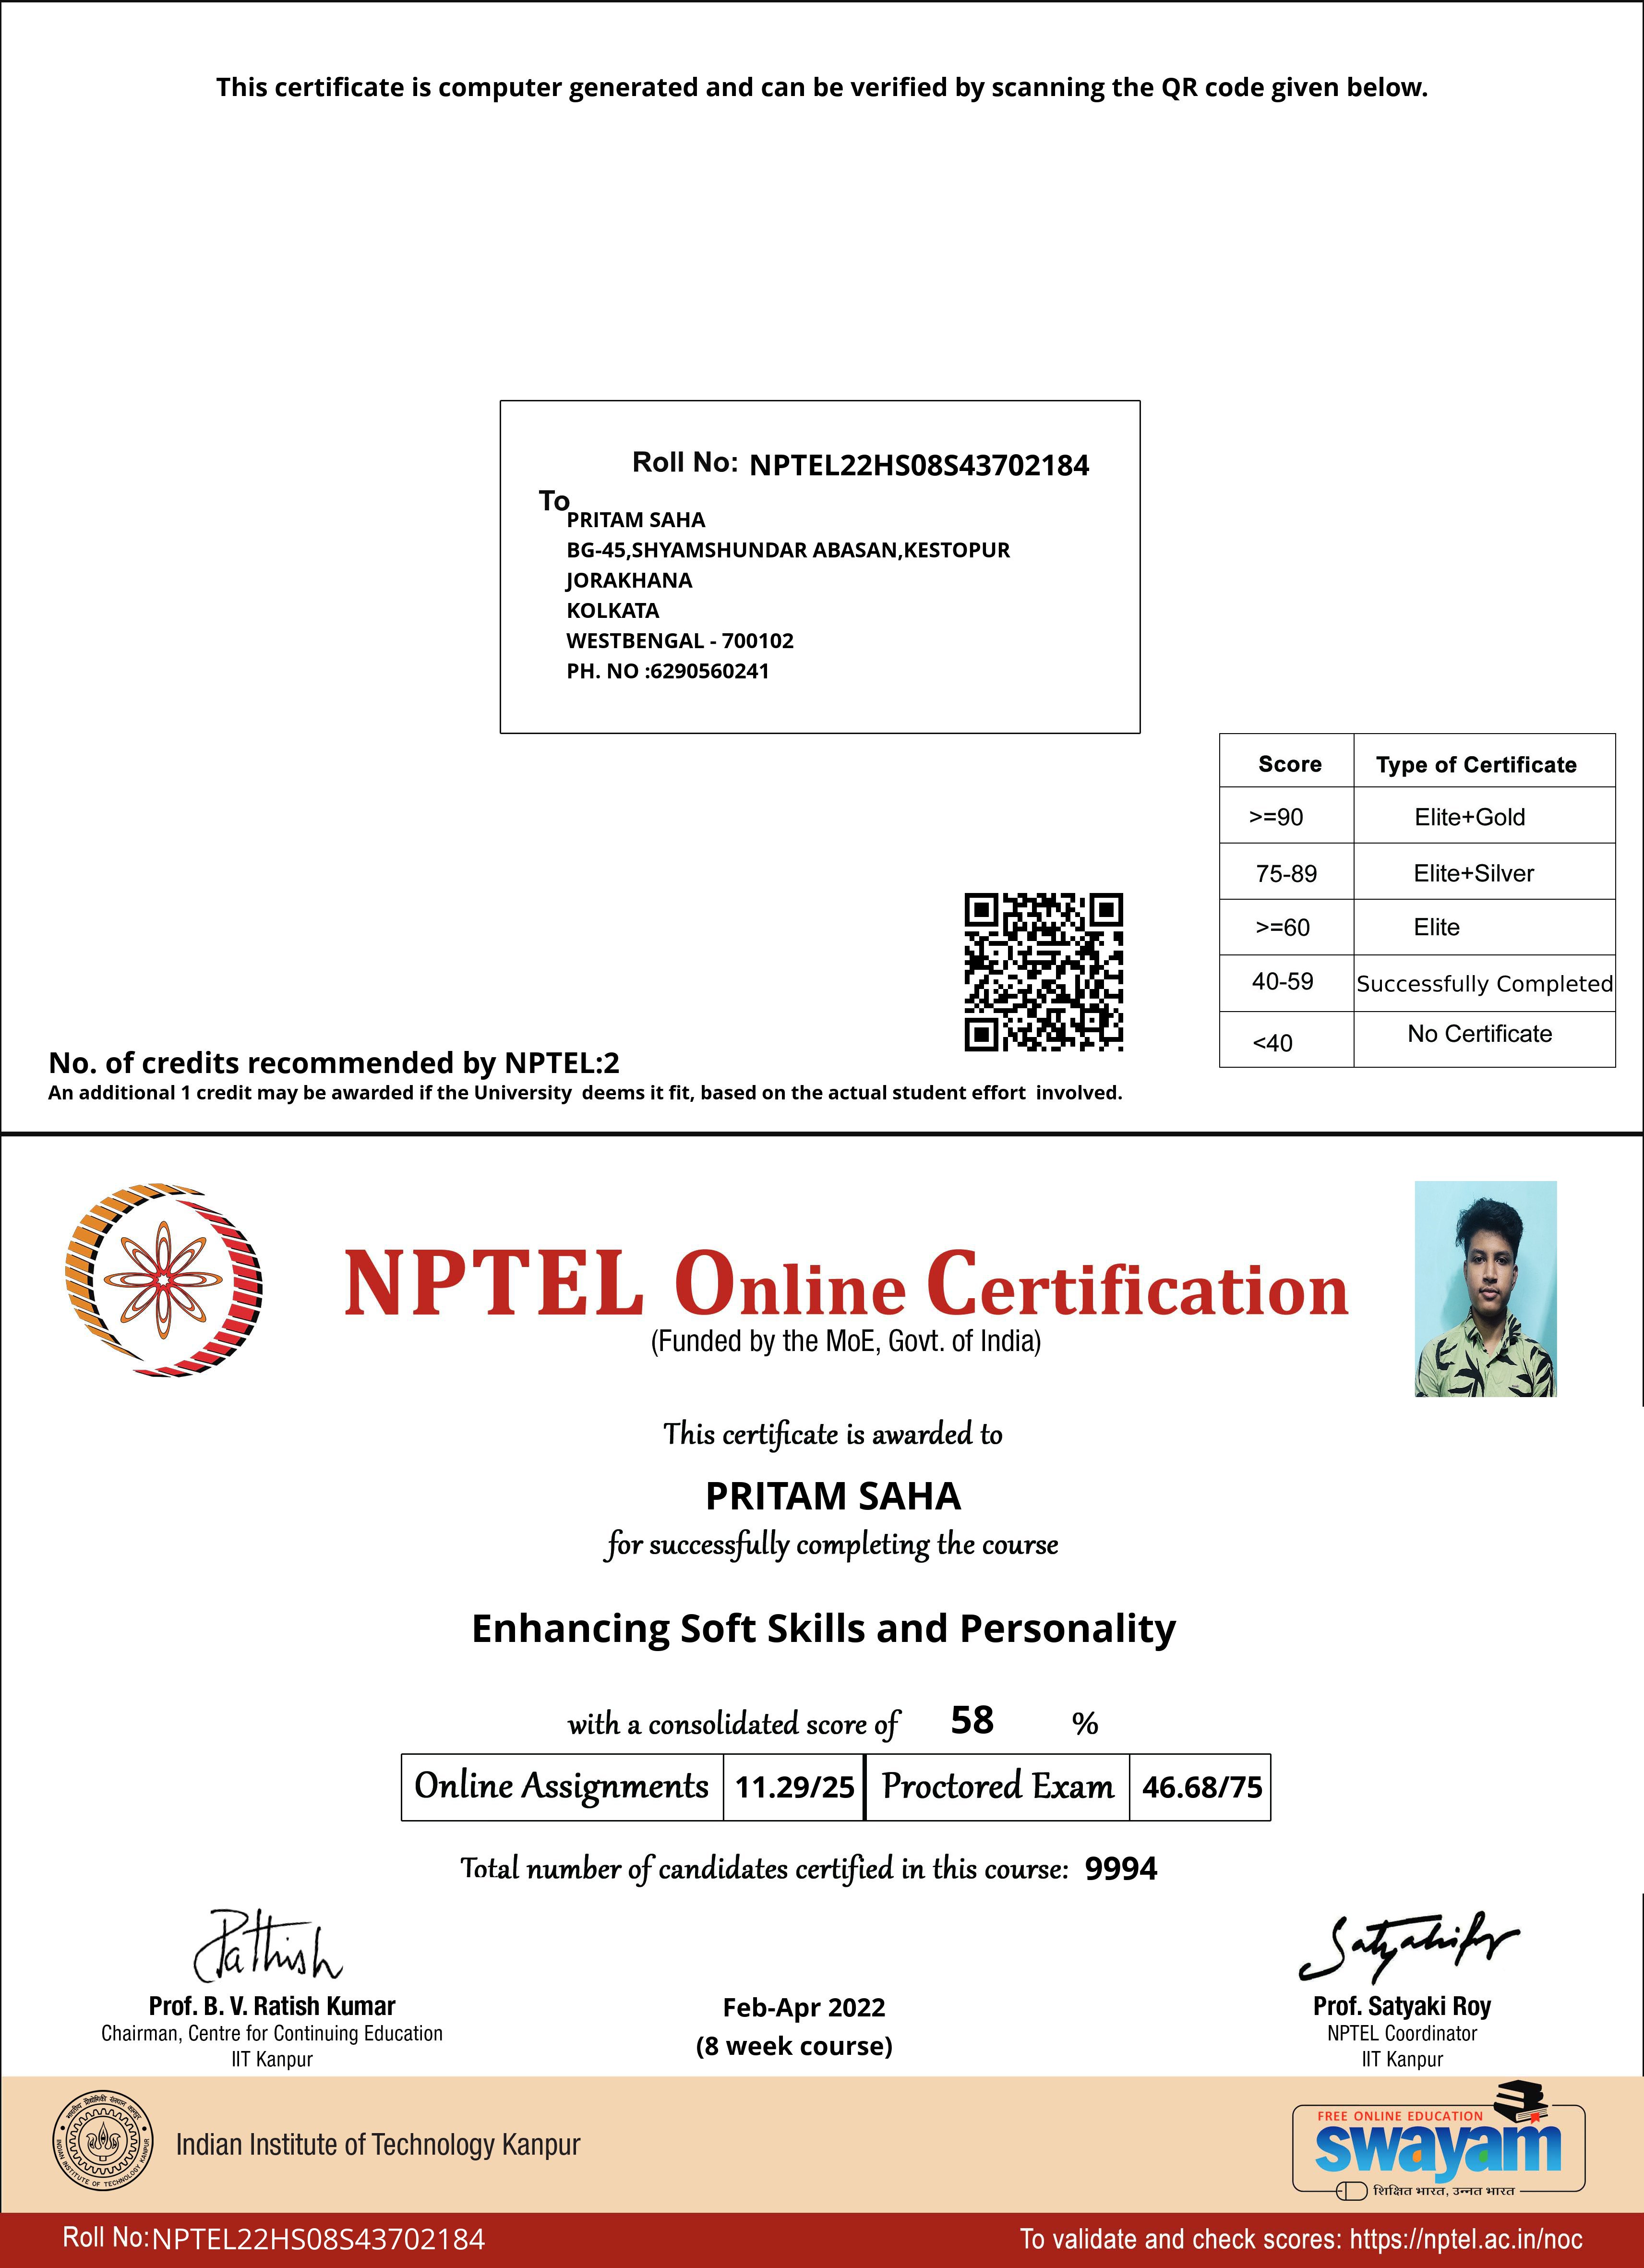 This certificate is computer generated and can be verified by scanning the QR code given below.
Roll No: NPTEL22HS08S43702184
To
PRITAM SAHA
BG-45,SHYAMSHUNDAR ABASAN,KESTOPUR
JORAKHANA
KOLKATA
WESTBENGAL - 700102
PH. NO :6290560241
Score Type of Certificate
>=90 Elite+Gold
75-89 Elite+Silver
>=60 Elite
40-59 Successfully Completed
<40 No Certificate
No. of credits recommended by NPTEL:2
An additional 1 credit may be awarded if the University deems it fit, based on the actual student effort involved.
NPTEL Online Certification
(Funded by the MoE, Govt. of India)
This certificate is awarded to
PRITAM SAHA
for successfully completing the course
Enhancing Soft Skills and Personality
with a consolidated score of 58 %
Online Assignments 11.29/25 Proctored Exam 46.68/75
Total number of candidates certified in this course: 9994
Prof. B. V. Ratish Kumar
Chairman, Centre for Continuing Education
IIT Kanpur
Feb-Apr 2022
(8 week course)
Prof. Satyaki Roy
NPTEL Coordinator
IIT Kanpur
INDIAN INSTITUTE OF TECHNOLOGY KANPUR
Indian Institute of Technology Kanpur
FREE ONLINE EDUCATION
swayam
शिक्षित भारत, उन्नत भारत
Roll No:NPTEL22HS08S43702184
To validate and check scores: https://nptel.ac.in/noc